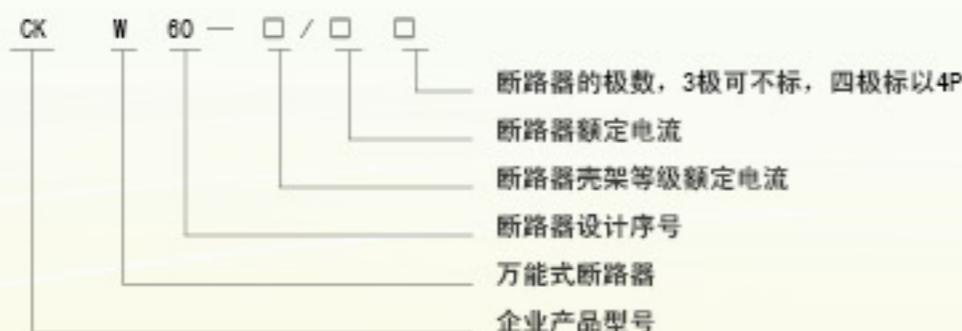 CK W 60 — □ / □ □
断路器的极数，3极可不标，四极标以4P
断路器额定电流
断路器壳架等级额定电流
断路器设计序号
万能式断路器
企业产品型号